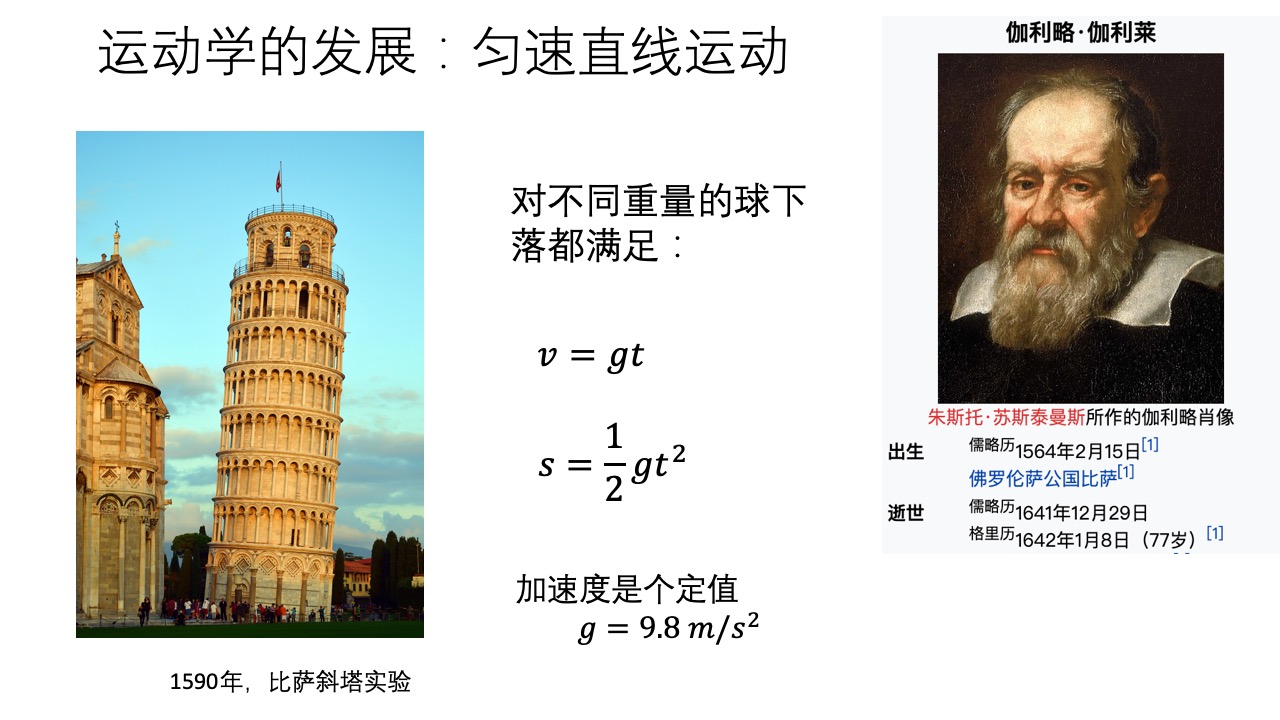 运动学的发展：匀速直线运动
对不同重量的球下
落都满足：
v = gt
s = 1/2 gt²
加速度是个定值
g = 9.8 m/s²
1590年，比萨斜塔实验
伽利略·伽利莱
朱斯托·苏斯泰曼斯所作的伽利略肖像
出生 儒略历1564年2月15日[1]
佛罗伦萨公国比萨[1]
逝世 儒略历1641年12月29日
格里历1642年1月8日（77岁）[1]